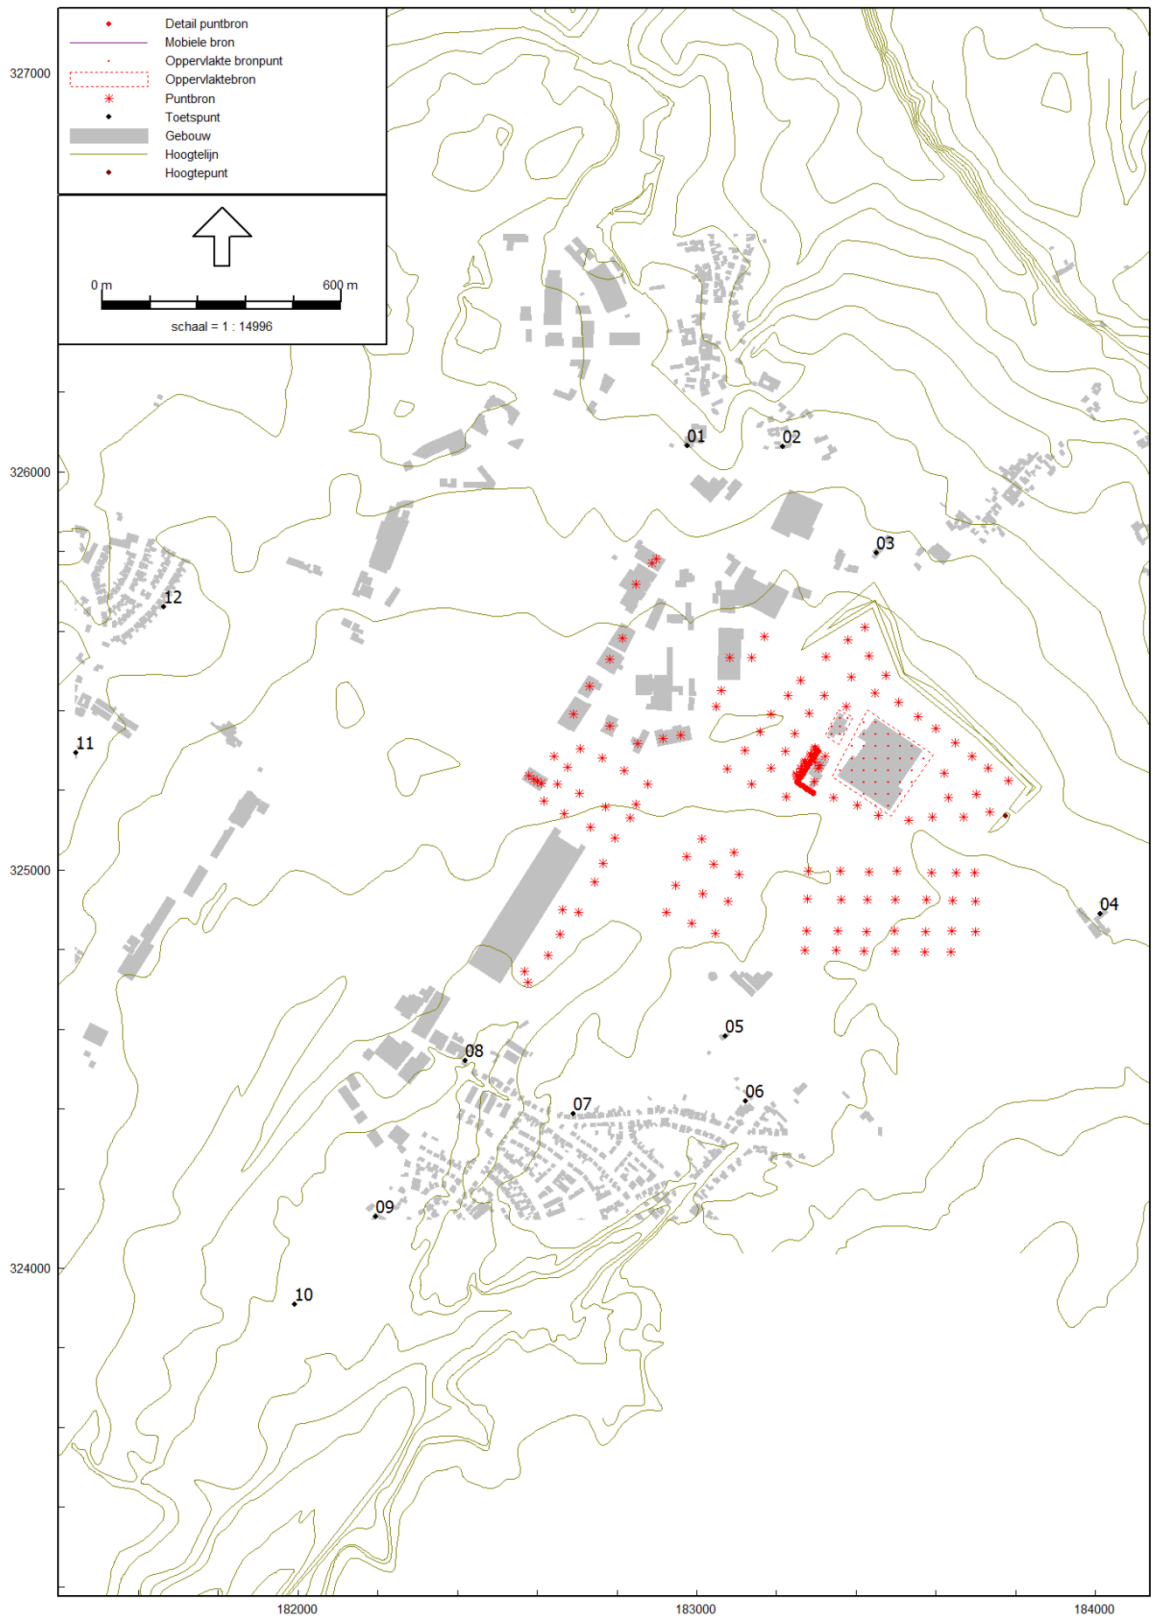 Detail puntbron
Mobiele bron
Oppervlakte bronpunt
Oppervlaktebron
Puntbron
Toetspunt
Gebouw
Hoogtelijn
Hoogtepunt
0 m 600 m
schaal = 1 : 14996
327000
01 02
326000
03
12
11
325000
04
05
08
06
07
09
324000
10
182000 183000 184000